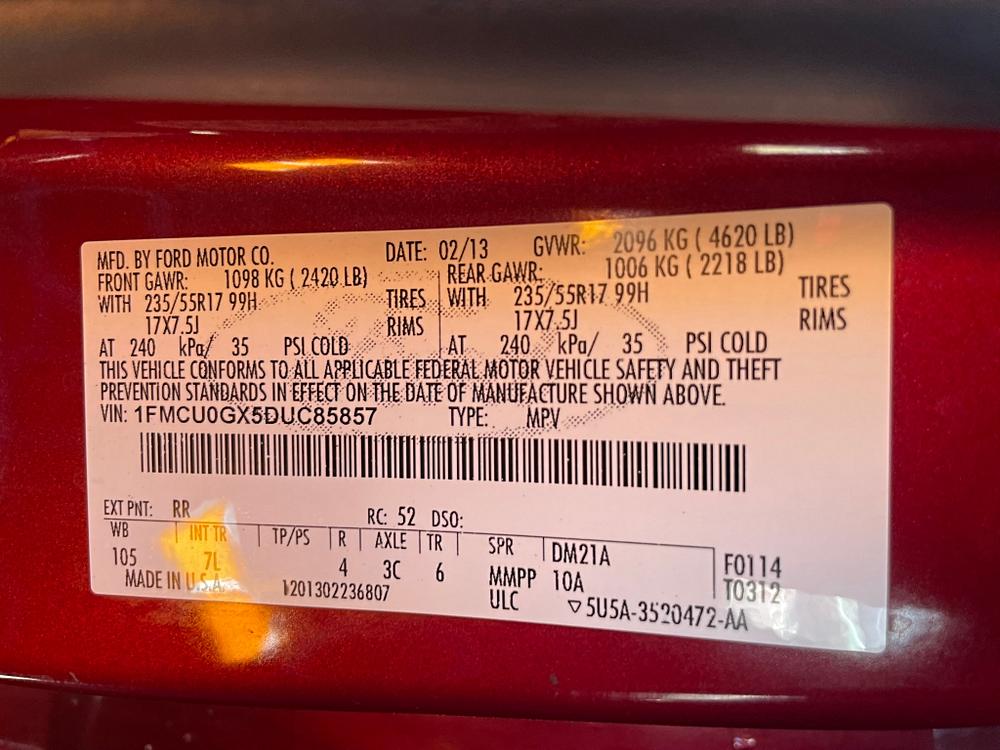 MFD. BY FORD MOTOR CO. DATE: 02/13 GVWR: 2096 KG ( 4620 LB)
FRONT GAWR: 1098 KG ( 2420 LB) REAR GAWR: 1006 KG ( 2218 LB)
WITH 235/55R17 99H TIRES WITH 235/55R17 99H TIRES
17X7.5J RIMS 17X7.5J RIMS
AT 240 kPa/ 35 PSI COLD AT 240 kPa/ 35 PSI COLD
THIS VEHICLE CONFORMS TO ALL APPLICABLE FEDERAL MOTOR VEHICLE SAFETY AND THEFT
PREVENTION STANDARDS IN EFFECT ON THE DATE OF MANUFACTURE SHOWN ABOVE.
VIN: 1FMCU0GX5DUC85857 TYPE: MPV
EXT PNT: RR RC: 52 DSO:
WB INT TR TP/PS R AXLE TR SPR DM21A F0114
105 7L 4 3C 6 MMPP 10A T0312
MADE IN U.S.A. 1201302236807 ULC ▽5U5A-3520472-AA